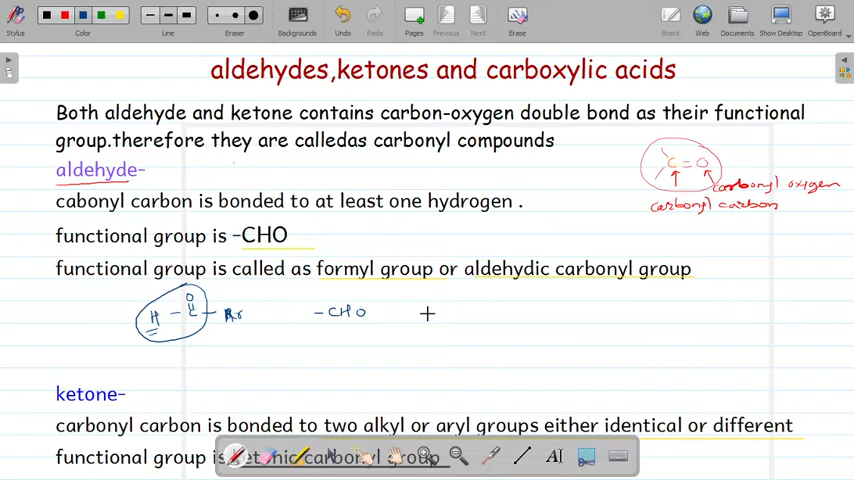 Stylus Color Line Eraser Backgrounds Undo Pages Previous Next Erase Board Web Documents Show Desktop OpenBoard
aldehydes,ketones and carboxylic acids
Both aldehyde and ketone contains carbon-oxygen double bond as their functional
group.therefore they are calledas carbonyl compounds
C=O
aldehyde-
carbonyl oxygen
cabonyl carbon is bonded to at least one hydrogen .
carbonyl carbon
functional group is -CHO
functional group is called as formyl group or aldehydic carbonyl group
O
H - C - Ar
-CHO
ketone-
carbonyl carbon is bonded to two alkyl or aryl groups either identical or different
functional group is ketonic carbonyl group